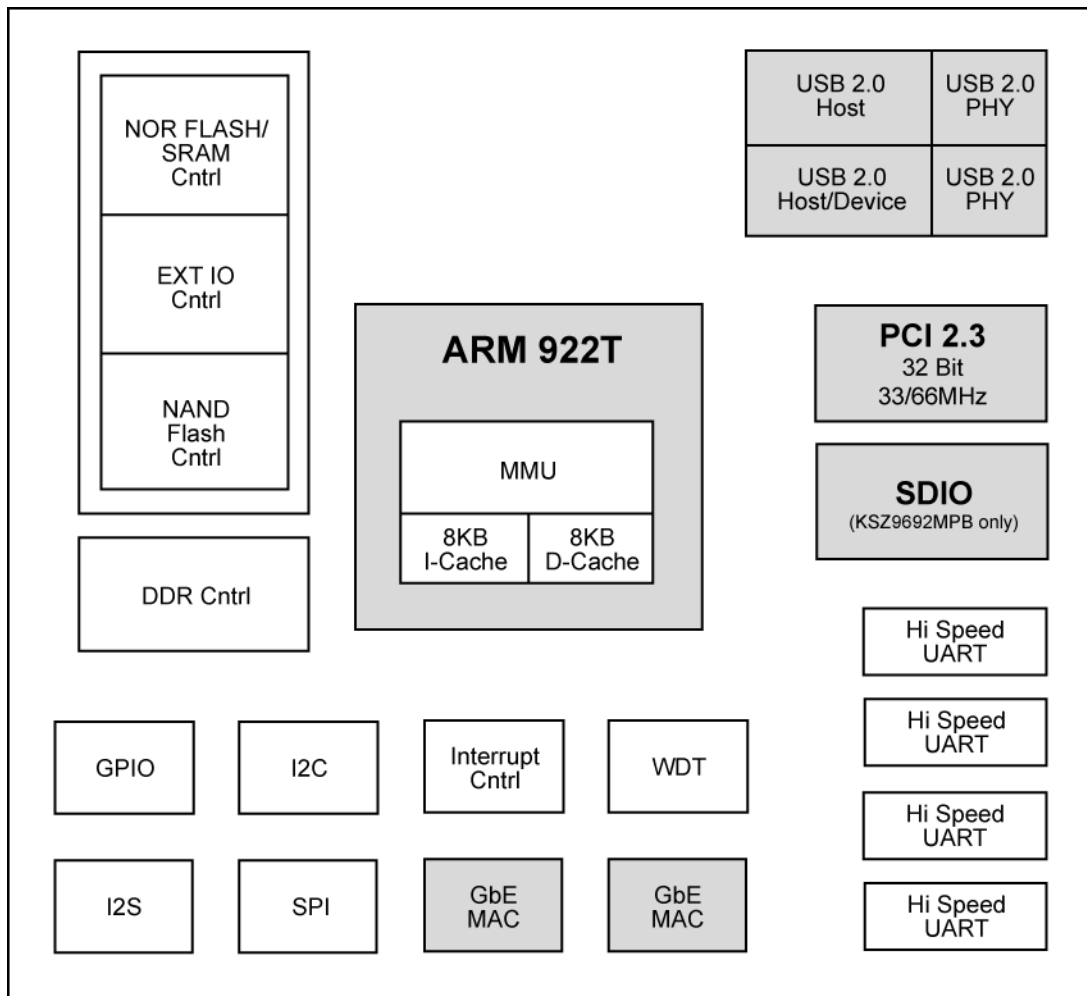 NOR FLASH/
SRAM
Cntrl
EXT IO
Cntrl
NAND
Flash
Cntrl
DDR Cntrl
USB 2.0
Host
USB 2.0
PHY
USB 2.0
Host/Device
USB 2.0
PHY
ARM 922T
MMU
8KB
I-Cache
8KB
D-Cache
PCI 2.3
32 Bit
33/66MHz
SDIO
(KSZ9692MPB only)
Hi Speed
UART
Hi Speed
UART
Hi Speed
UART
Hi Speed
UART
GPIO
I2C
Interrupt
Cntrl
WDT
I2S
SPI
GbE
MAC
GbE
MAC